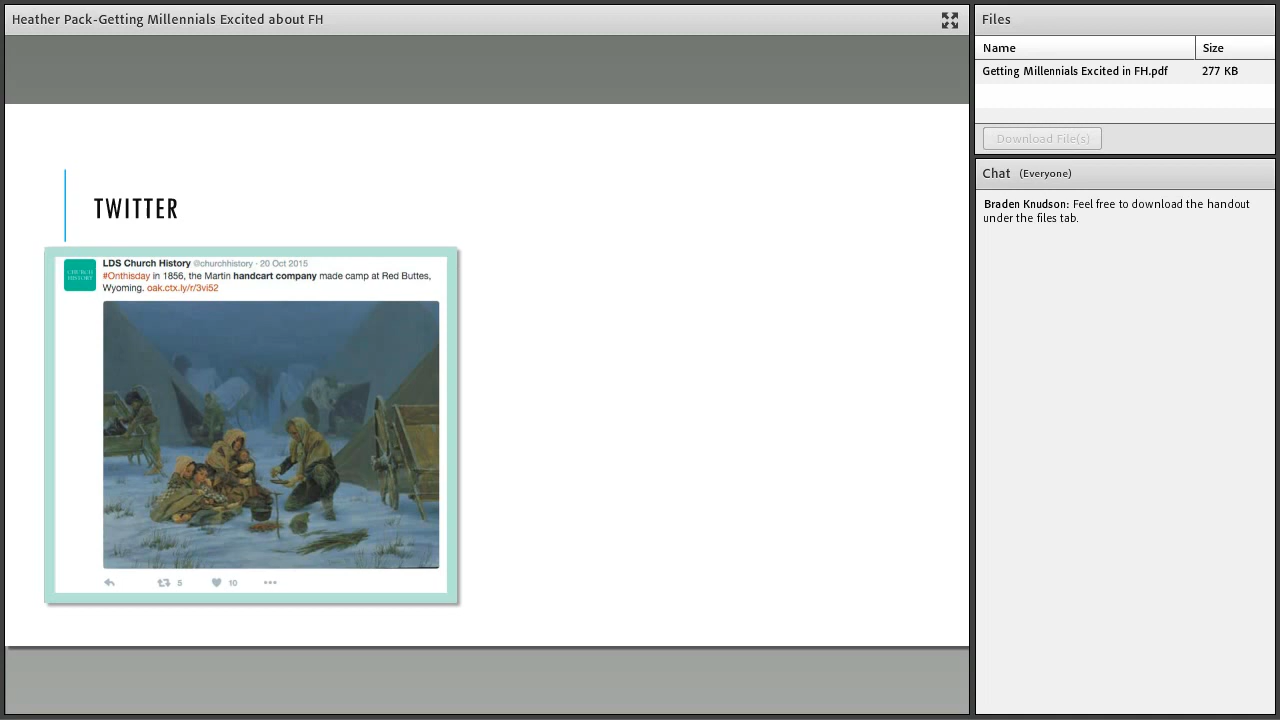 Heather Pack-Getting Millennials Excited about FH
TWITTER
CHURCH
HISTORY
LDS Church History @churchhistory · 20 Oct 2015
#Onthisday in 1856, the Martin handcart company made camp at Red Buttes,
Wyoming. oak.ctx.ly/r/3vi52
5 10
Files
Name Size
Getting Millennials Excited in FH.pdf 277 KB
Download File(s)
Chat (Everyone)
Braden Knudson: Feel free to download the handout
under the files tab.